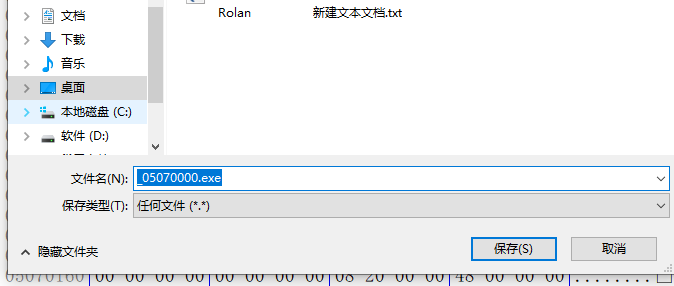 文档
Rolan 新建文本文档.txt
下载
音乐
桌面
本地磁盘 (C:)
软件 (D:)
文件名(N): _05070000.exe
保存类型(T): 任何文件 (*.*)
隐藏文件夹 保存(S) 取消
05070160 00 00 00 00 00 00 00 00 08 20 00 00 48 00 00 00 ........